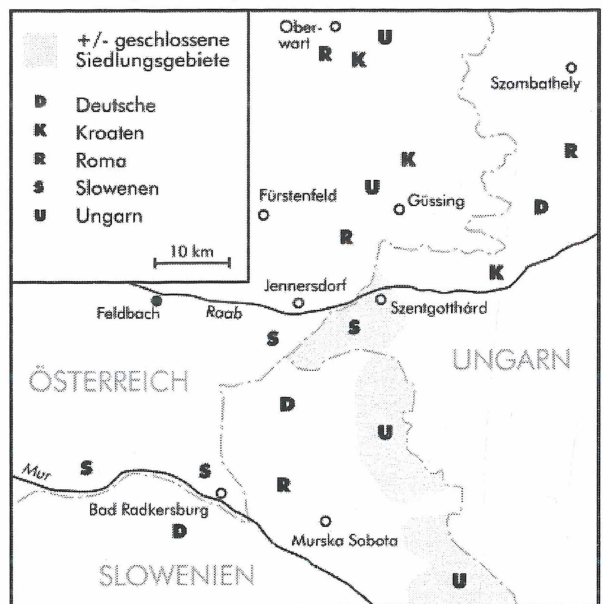 +/- geschlossene
Siedlungsgebiete
D Deutsche
K Kroaten
R Roma
S Slowenen
U Ungarn
10 km
Ober-
wart
U
R
K
Szombathely
K
R
U
Fürstenfeld
Güssing
D
R
K
Jennersdorf
Feldbach
Raab
Szentgotthárd
S
S
UNGARN
ÖSTERREICH
D
U
Mur
S
S
R
Bad Radkersburg
D
Murska Sobota
SLOWENIEN
U